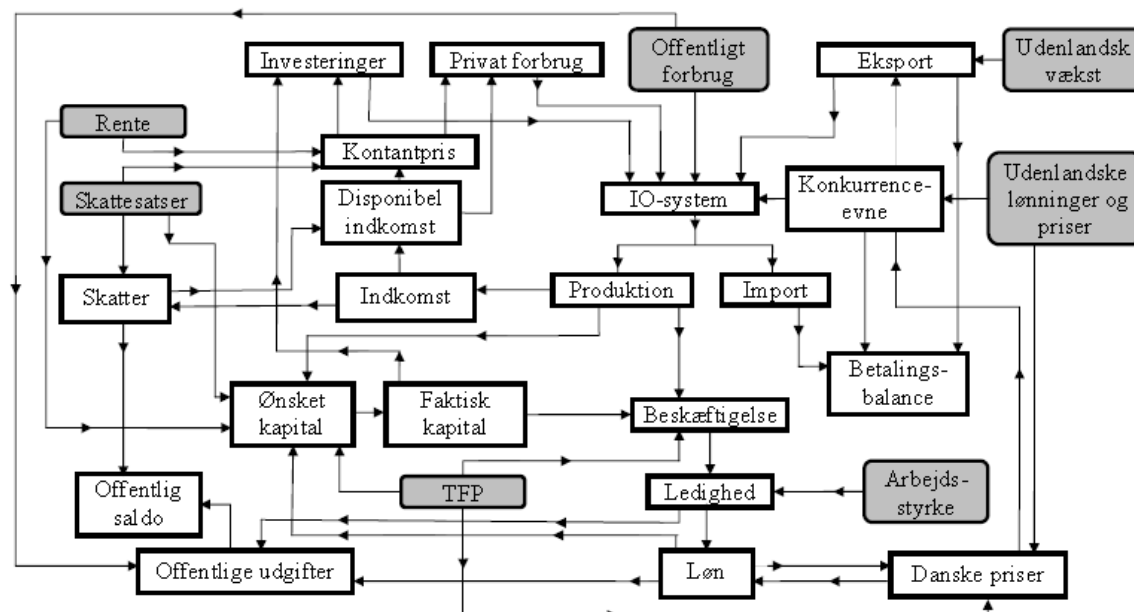 Offentligt
forbrug
Udenlandsk
vækst
Investeringer
Privat forbrug
Eksport
Rente
Kontantpris
Skattesatser
Disponibel
indkomst
IO-system
Konkurrence-
evne
Udenlandske
lønninger og
priser
Skatter
Indkomst
Produktion
Import
Betalings-
balance
Ønsket
kapital
Faktisk
kapital
Beskæftigelse
Offentlig
saldo
TFP
Ledighed
Arbejds-
styrke
Offentlige udgifter
Løn
Danske priser